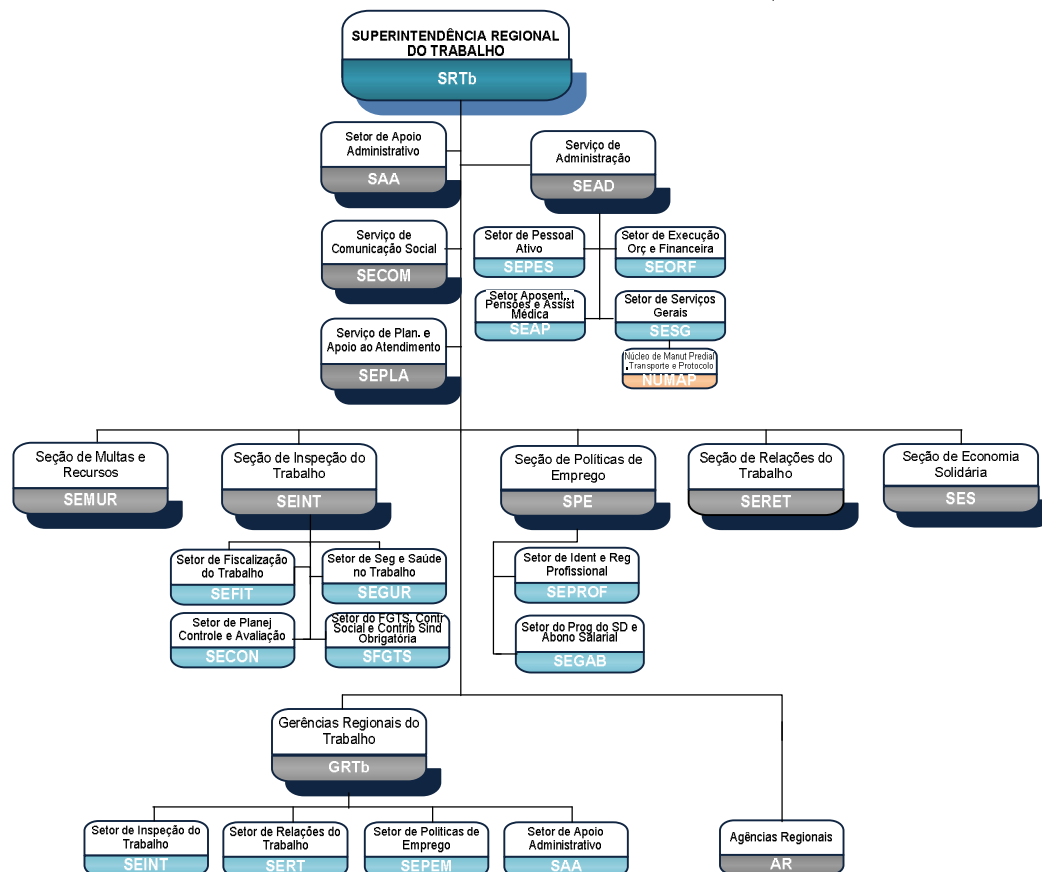 SUPERINTENDÊNCIA REGIONAL
DO TRABALHO
SRTb
Setor de Apoio
Administrativo
SAA
Serviço de
Administração
SEAD
Serviço de
Comunicação Social
SECOM
Setor de Pessoal
Ativo
SEPES
Setor de Execução
Orç e Financeira
SEORF
Setor Aposent.,
Pensões e Assist
Médica
SEAP
Setor de Serviços
Gerais
SESG
Serviço de Plan. e
Apoio ao Atendimento
SEPLA
Núcleo de Manut Predial
,Transporte e Protocolo
NUMAP
Seção de Multas e
Recursos
SEMUR
Seção de Inspeção do
Trabalho
SEINT
Seção de Políticas de
Emprego
SPE
Seção de Relações do
Trabalho
SERET
Seção de Economia
Solidária
SES
Setor de Fiscalização
do Trabalho
SEFIT
Setor de Seg e Saúde
no Trabalho
SEGUR
Setor de Ident e Reg
Profissional
SEPROF
Setor de Planej
Controle e Avaliação
SECON
Setor do FGTS, Contr
Social e Contrib Sind
Obrigatória
SFGTS
Setor do Prog do SD e
Abono Salarial
SEGAB
Gerências Regionais do
Trabalho
GRTb
Setor de Inspeção do
Trabalho
SEINT
Setor de Relações do
Trabalho
SERT
Setor de Políticas de
Emprego
SEPEM
Setor de Apoio
Administrativo
SAA
Agências Regionais
AR